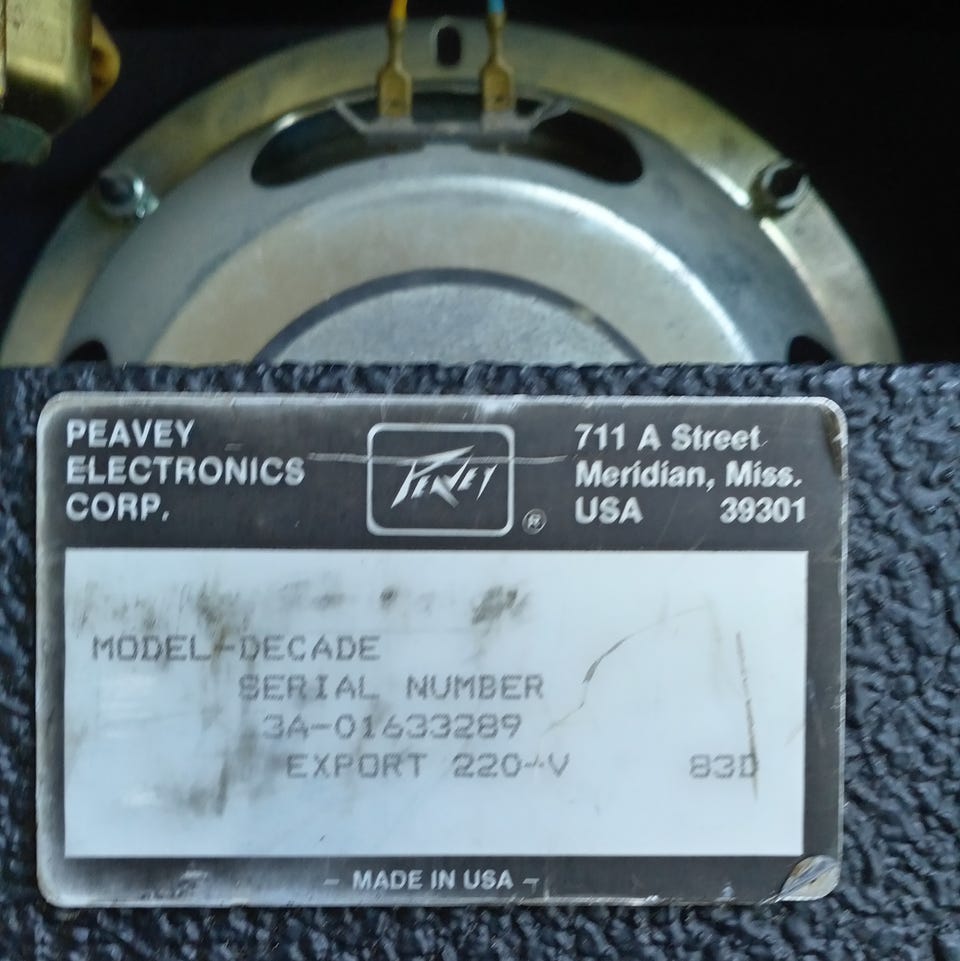 PEAVEY
ELECTRONICS
CORP.
PEAVEY
®
711 A Street
Meridian, Miss.
USA 39301
MODEL-DECADE
SERIAL NUMBER
3A-01633289
EXPORT 220-V 83D
- MADE IN USA -